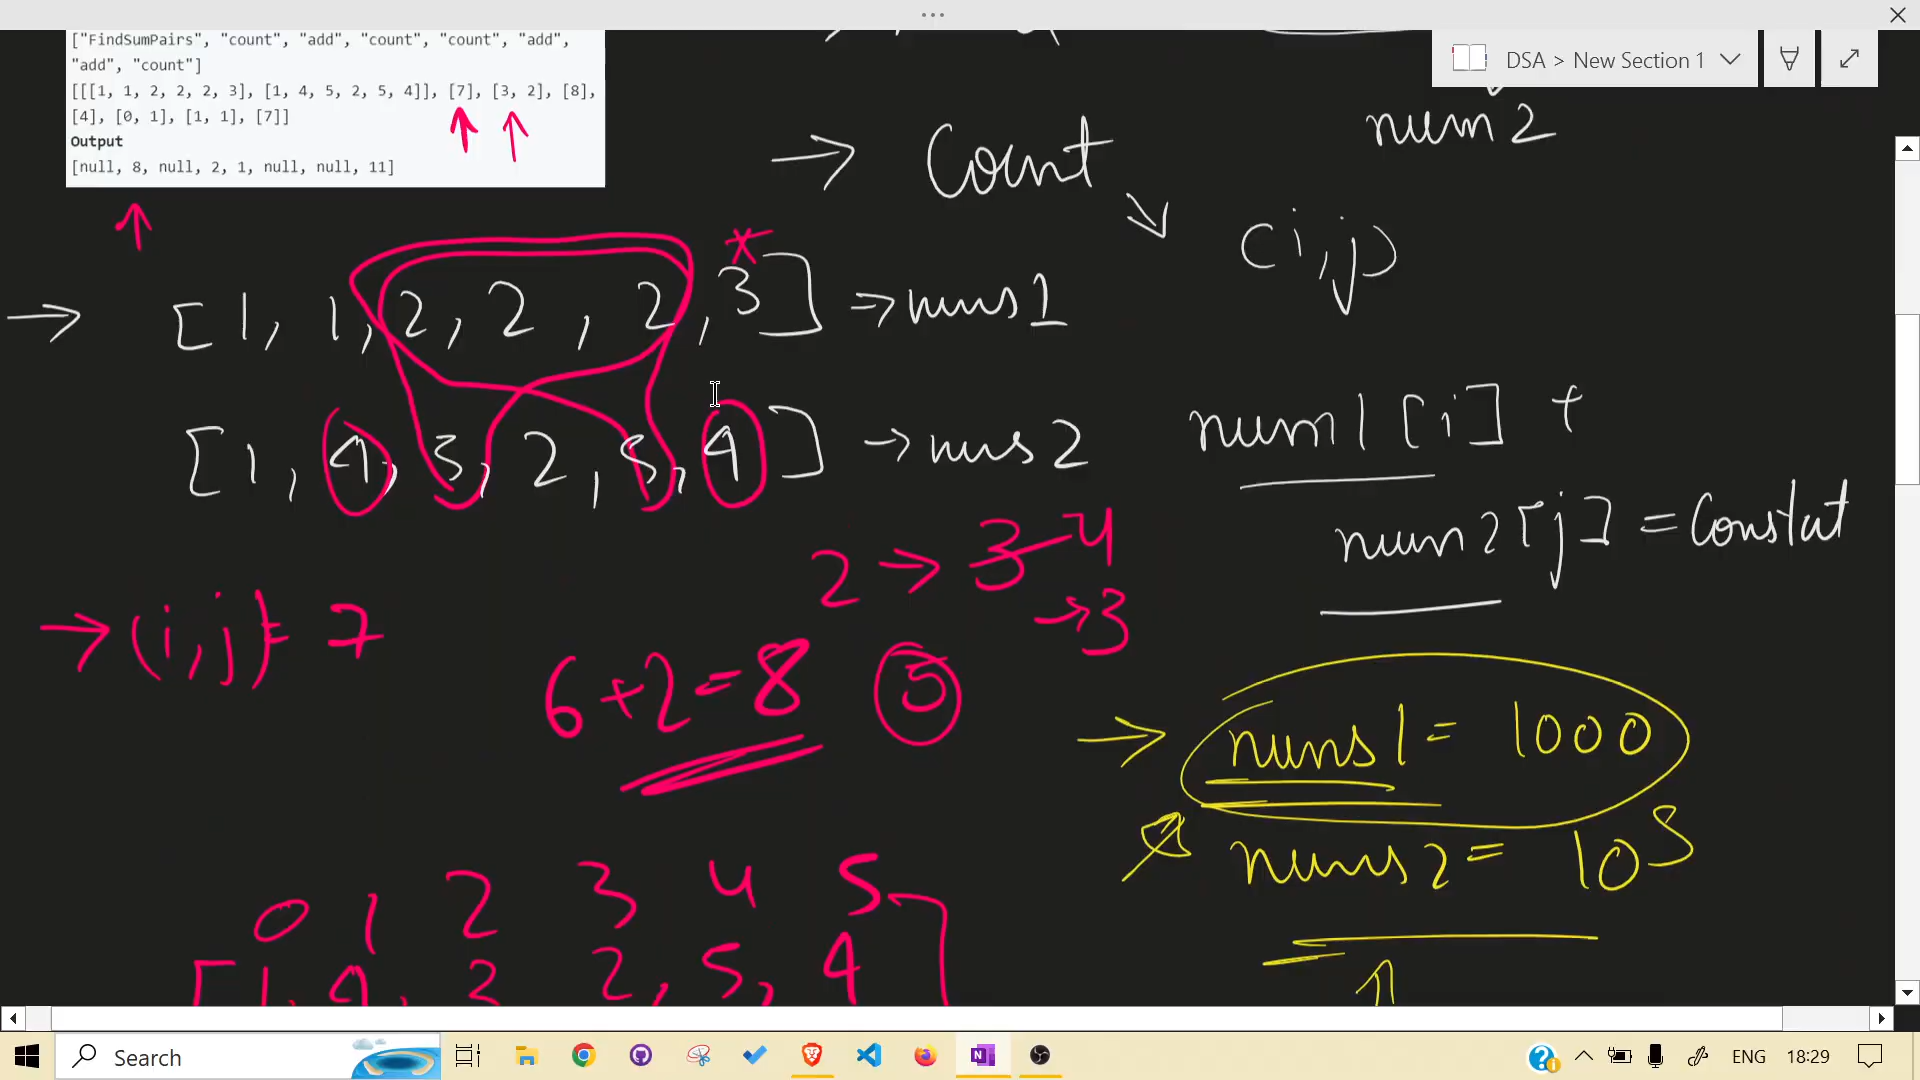 ["FindSumPairs", "count", "add", "count", "count", "add",
"add", "count"]
[[[1, 1, 2, 2, 2, 3], [1, 4, 5, 2, 5, 4]], [7], [3, 2], [8],
[4], [0, 1], [1, 1], [7]]
Output
[null, 8, null, 2, 1, null, null, 11]
DSA > New Section 1
num 2
→ Count
(i,j)
→ [1, 1, 2, 2, 2, 3] => nums1
[1, 4, 5, 2, 5, 4] → nums 2
num1[i] +
num2[j] = Constat
2 → 3 4
→ 3
→ (i,j) = 7
6+2=8
5
→ nums1 = 1000
nums2 = 10^5
0 1 2 3 4 5
Search
ENG
18:29